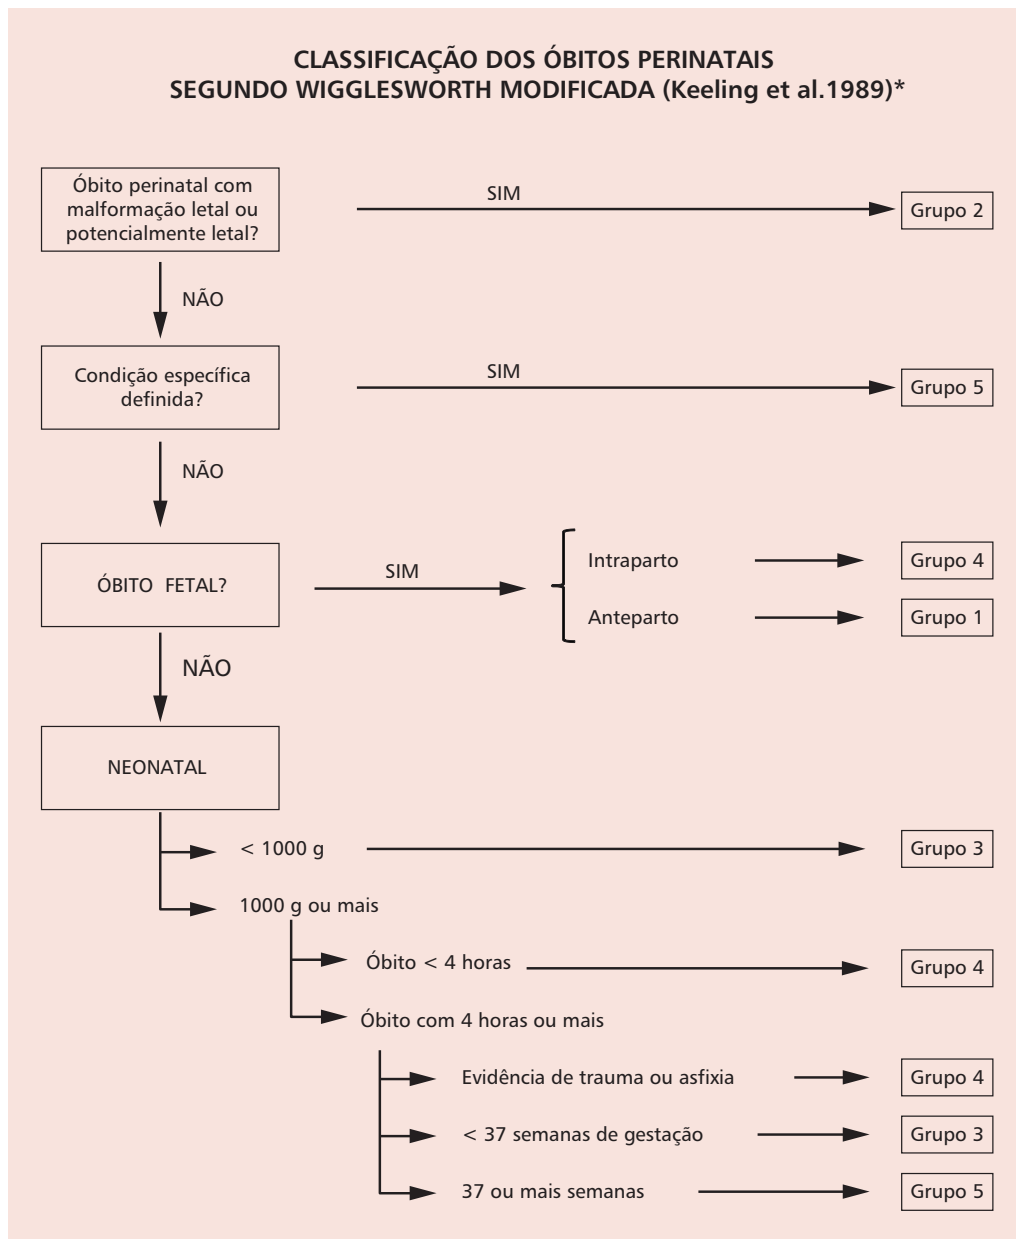 CLASSIFICAÇÃO DOS ÓBITOS PERINATAIS
SEGUNDO WIGGLESWORTH MODIFICADA (Keeling et al.1989)*
Óbito perinatal com
malformação letal ou
potencialmente letal?
SIM
Grupo 2
NÃO
Condição específica
definida?
SIM
Grupo 5
NÃO
ÓBITO FETAL?
SIM
Intraparto
Grupo 4
Anteparto
Grupo 1
NÃO
NEONATAL
< 1000 g
Grupo 3
1000 g ou mais
Óbito < 4 horas
Grupo 4
Óbito com 4 horas ou mais
Evidência de trauma ou asfixia
Grupo 4
< 37 semanas de gestação
Grupo 3
37 ou mais semanas
Grupo 5